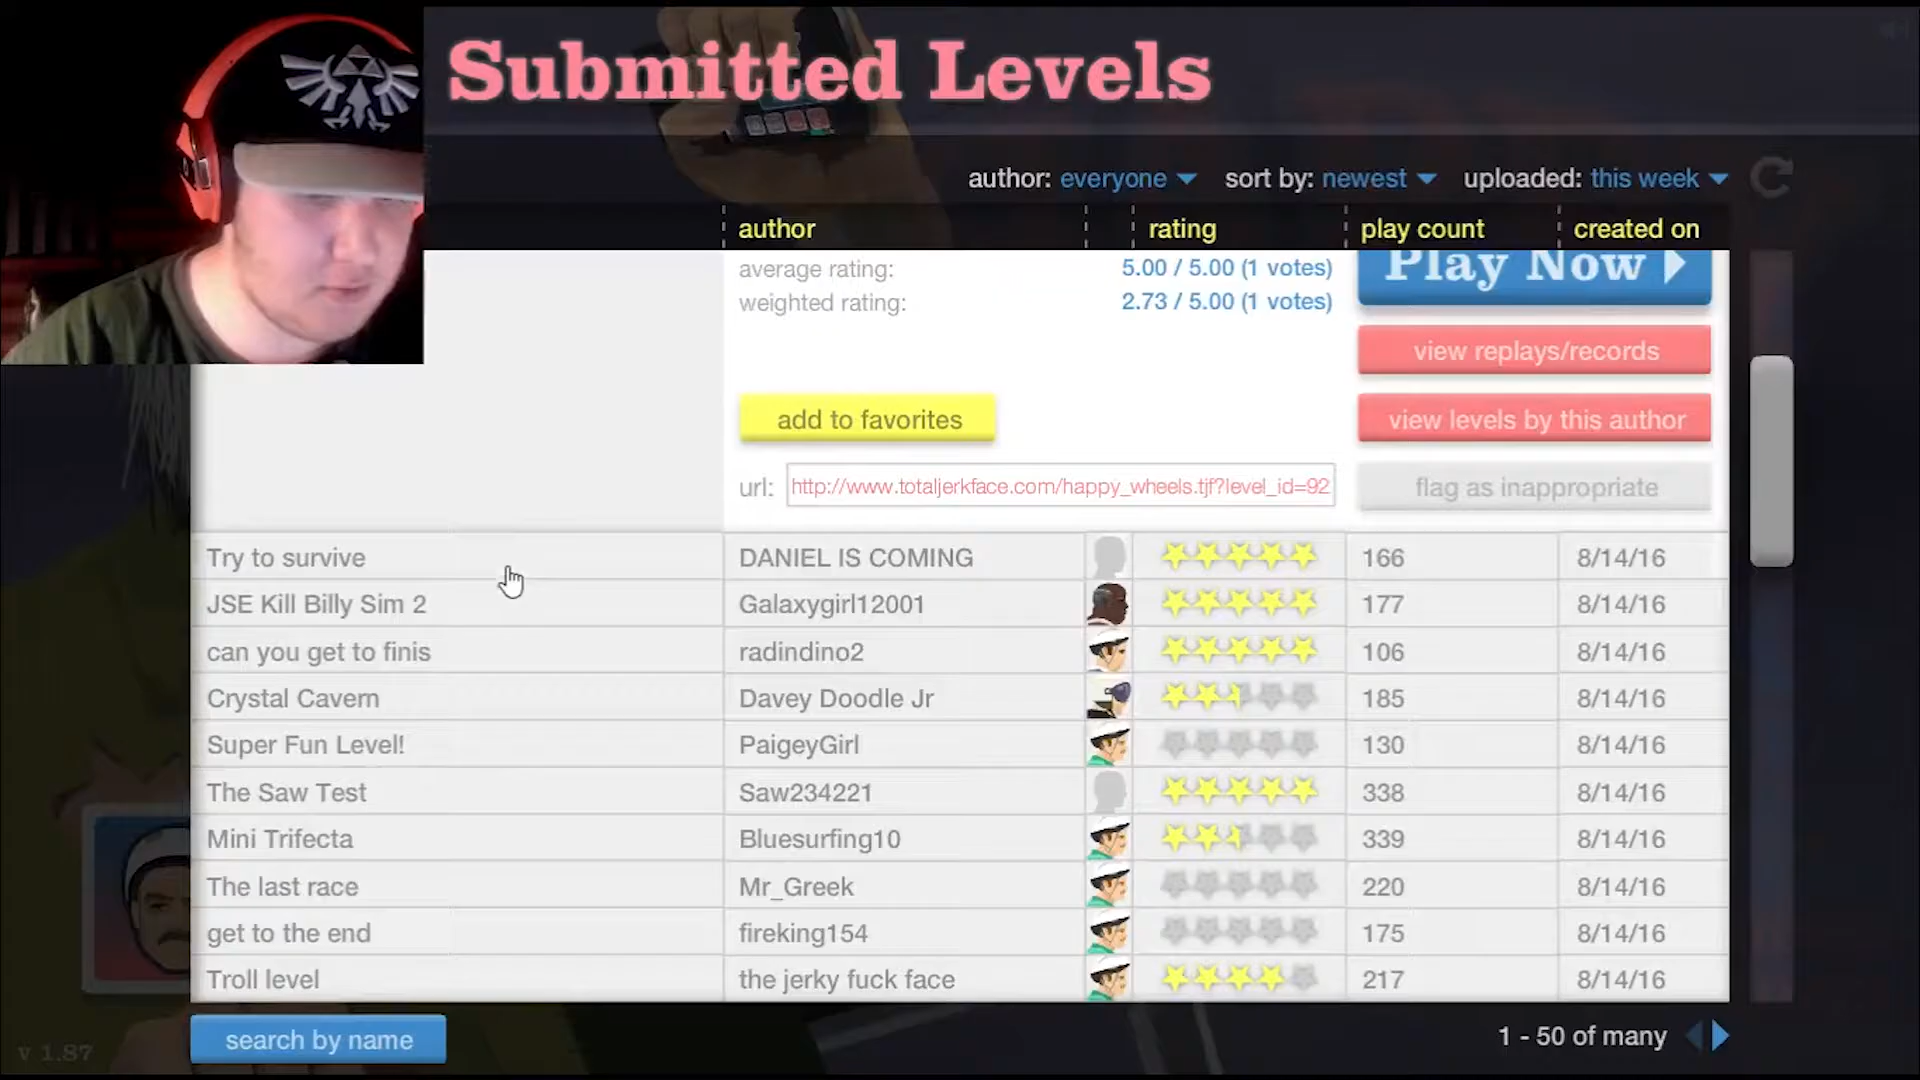 Submitted Levels
author: everyone sort by: newest uploaded: this week
author rating play count created on
average rating: 5.00 / 5.00 (1 votes)
Play Now
weighted rating: 2.73 / 5.00 (1 votes)
view replays/records
add to favorites view levels by this author
url: http://www.totaljerkface.com/happy_wheels.tjf?level_id=92 flag as inappropriate
Try to survive DANIEL IS COMING 166 8/14/16
JSE Kill Billy Sim 2 Galaxygirl12001 177 8/14/16
can you get to finis radindino2 106 8/14/16
Crystal Cavern Davey Doodle Jr 185 8/14/16
Super Fun Level! PaigeyGirl 130 8/14/16
The Saw Test Saw234221 338 8/14/16
Mini Trifecta Bluesurfing10 339 8/14/16
The last race Mr_Greek 220 8/14/16
get to the end fireking154 175 8/14/16
Troll level the jerky fuck face 217 8/14/16
search by name 1 - 50 of many
v 1.87